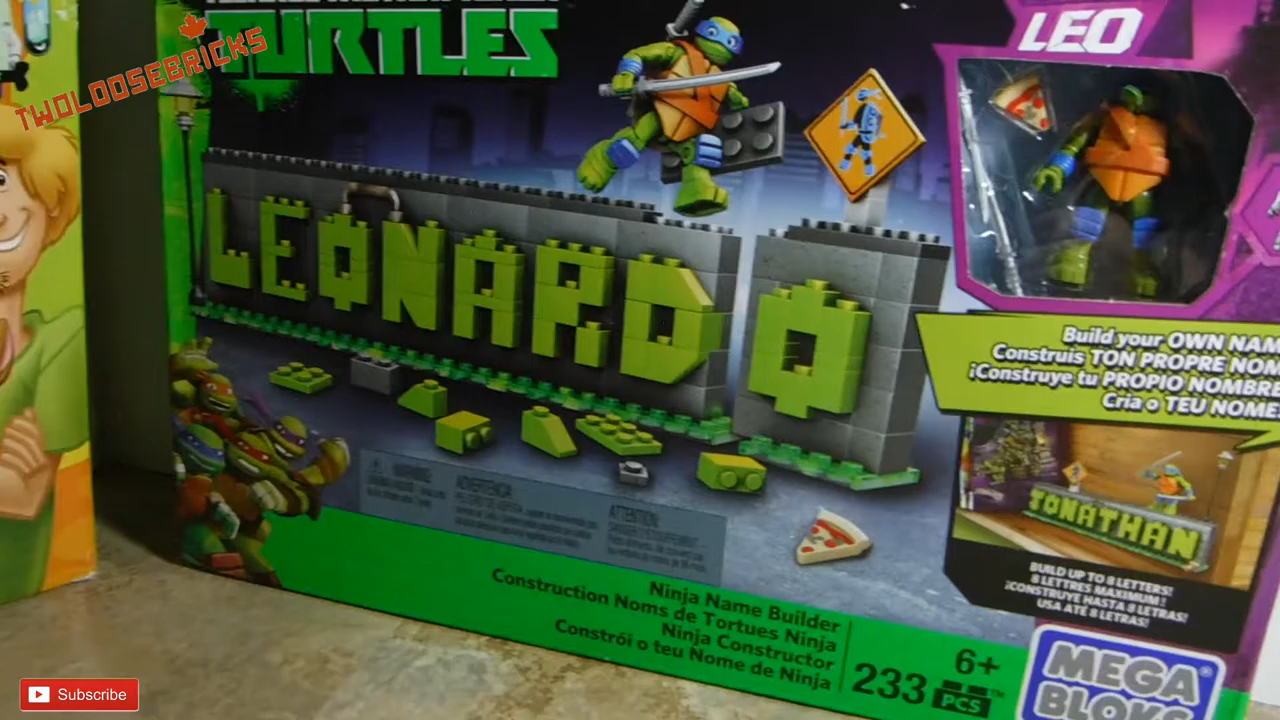 TWOLOOSEBRICKS
TURTLES
LEO
LEONARDO
Build your OWN NAM
Construis TON PROPRE NOM
¡Construye tu PROPIO NOMBRE
Cria o TEU NOME
JONATHAN
BUILD UP TO 8 LETTERS!
8 LETTRES MAXIMUM!
¡CONSTRUYE HASTA 8 LETRAS!
USA ATÉ 8 LETRAS!
WARNING:
ADVERTENCIA:
ATTENTION:
Ninja Name Builder
Construction Noms de Tortues Ninja
Ninja Constructor
Constrói o teu Nome de Ninja
233 PCS™
6+
MEGA®
BLOKS
Subscribe